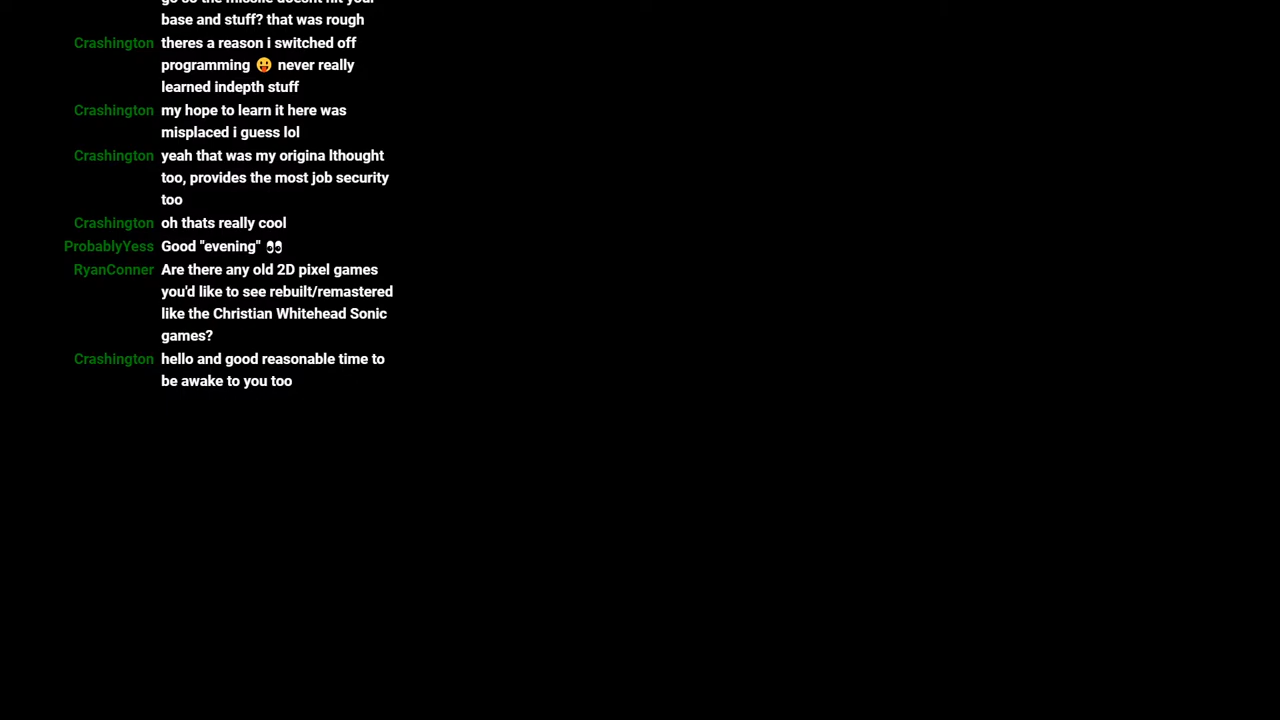 base and stuff? that was rough
Crashington theres a reason i switched off
programming 😛 never really
learned indepth stuff
Crashington my hope to learn it here was
misplaced i guess lol
Crashington yeah that was my origina lthought
too, provides the most job security
too
Crashington oh thats really cool
ProbablyYess Good "evening" 👀
RyanConner Are there any old 2D pixel games
you'd like to see rebuilt/remastered
like the Christian Whitehead Sonic
games?
Crashington hello and good reasonable time to
be awake to you too